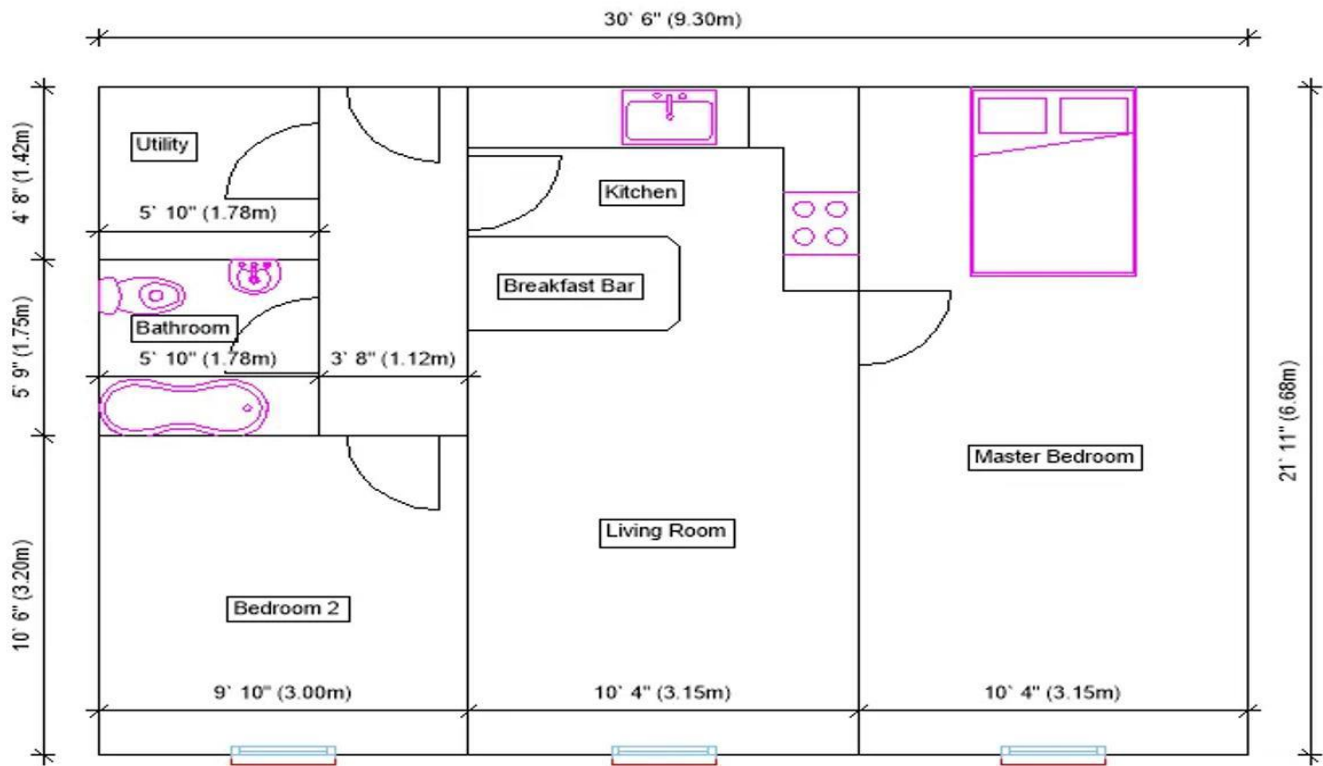 30` 6" (9.30m)
4` 8" (1.42m)
Utility
5` 10" (1.78m)
Kitchen
Breakfast Bar
5` 9" (1.75m)
Bathroom
5` 10" (1.78m)
3` 8" (1.12m)
21` 11" (6.68m)
Master Bedroom
Living Room
10` 6" (3.20m)
Bedroom 2
9` 10" (3.00m)
10` 4" (3.15m)
10` 4" (3.15m)